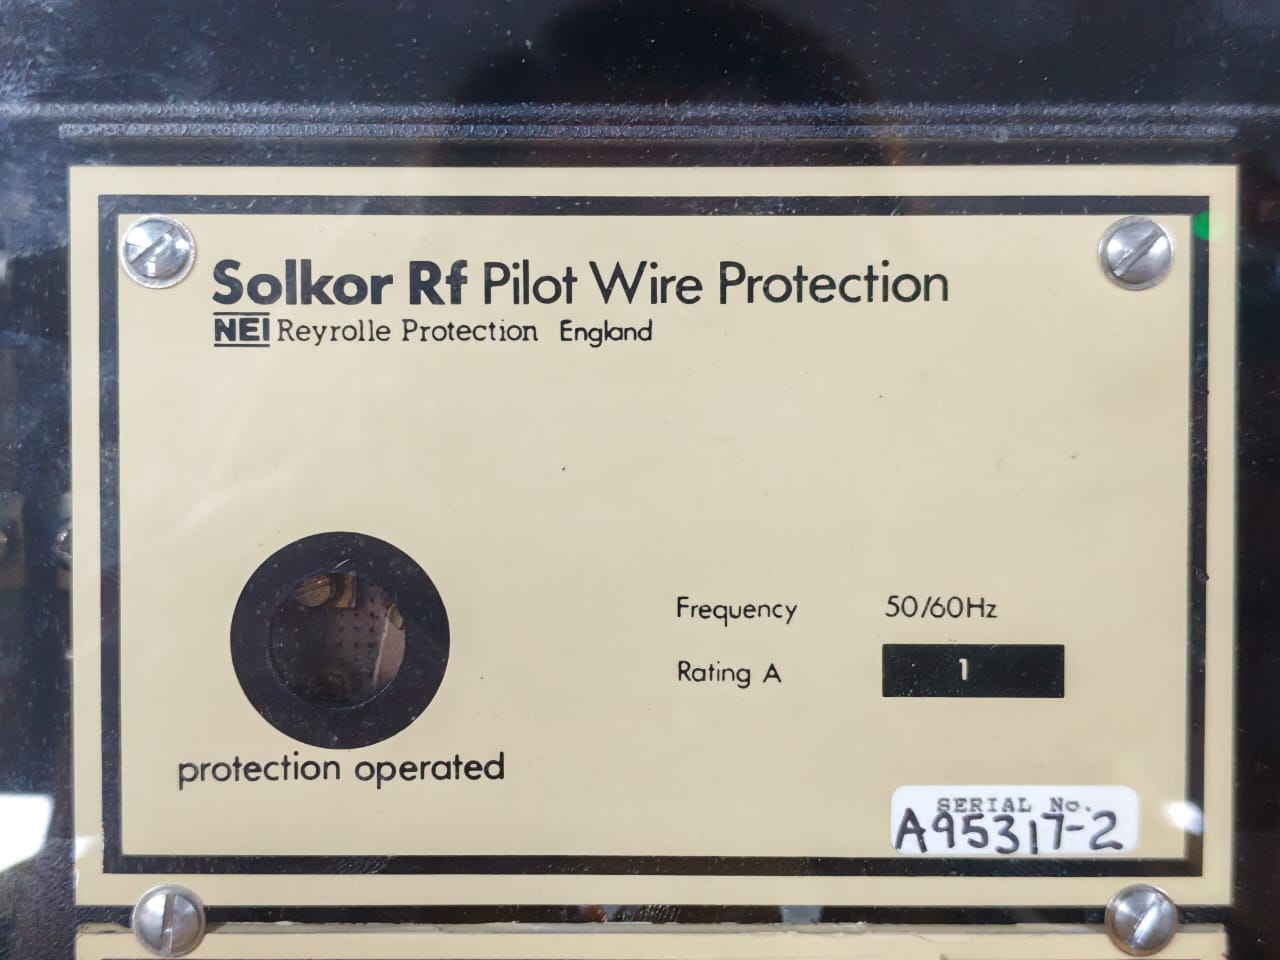 Solkor Rf Pilot Wire Protection
NEI Reyrolle Protection England
Frequency 50/60Hz
Rating A 1
protection operated
SERIAL No.
A95317-2